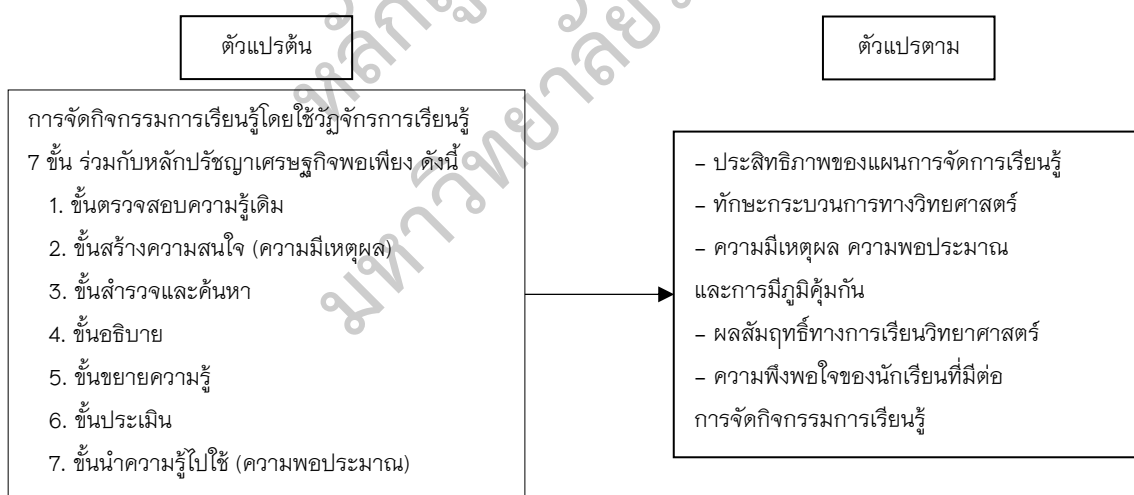 ตัวแปรต้น
การจัดกิจกรรมการเรียนรู้โดยใช้วัฏจักรการเรียนรู้
7 ขั้น ร่วมกับหลักปรัชญาเศรษฐกิจพอเพียง ดังนี้
1. ขั้นตรวจสอบความรู้เดิม
2. ขั้นสร้างความสนใจ (ความมีเหตุผล)
3. ขั้นสำรวจและค้นหา
4. ขั้นอธิบาย
5. ขั้นขยายความรู้
6. ขั้นประเมิน
7. ขั้นนำความรู้ไปใช้ (ความพอประมาณ)
ตัวแปรตาม
– ประสิทธิภาพของแผนการจัดการเรียนรู้
– ทักษะกระบวนการทางวิทยศาสตร์
– ความมีเหตุผล ความพอประมาณ
และการมีภูมิคุ้มกัน
– ผลสัมฤทธิ์ทางการเรียนวิทยาศาสตร์
– ความพึงพอใจของนักเรียนที่มีต่อ
การจัดกิจกรรมการเรียนรู้